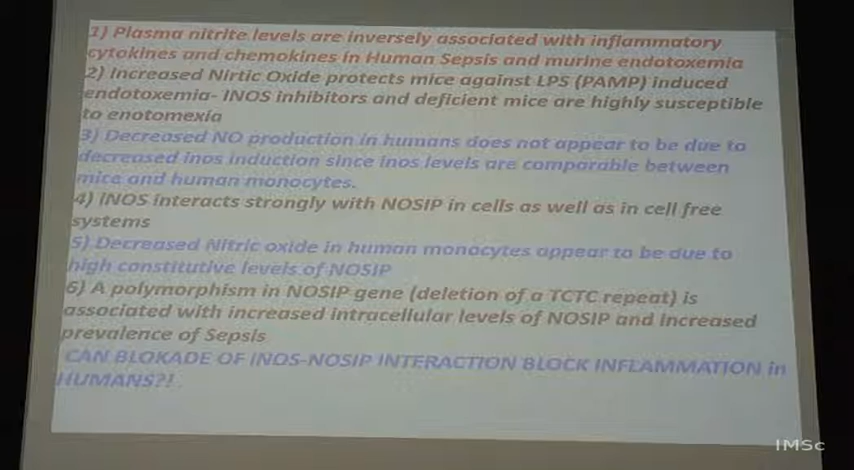 1) Plasma nitrite levels are inversely associated with inflammatory
cytokines and chemokines in Human Sepsis and murine endotoxemia
2) Increased Nirtic Oxide protects mice against LPS (PAMP) induced
endotoxemia- INOS inhibitors and deficient mice are highly susceptible
to enotomexia
3) Decreased NO production in humans does not appear to be due to
decreased inos induction since inos levels are comparable between
mice and human monocytes.
4) INOS interacts strongly with NOSIP in cells as well as in cell free
systems
5) Decreased Nitric oxide in human monocytes appear to be due to
high constitutive levels of NOSIP
6) A polymorphism in NOSIP gene (deletion of a TCTC repeat) is
associated with increased intracellular levels of NOSIP and increased
prevalence of Sepsis
CAN BLOKADE OF INOS-NOSIP INTERACTION BLOCK INFLAMMATION in
HUMANS?!
IMSc